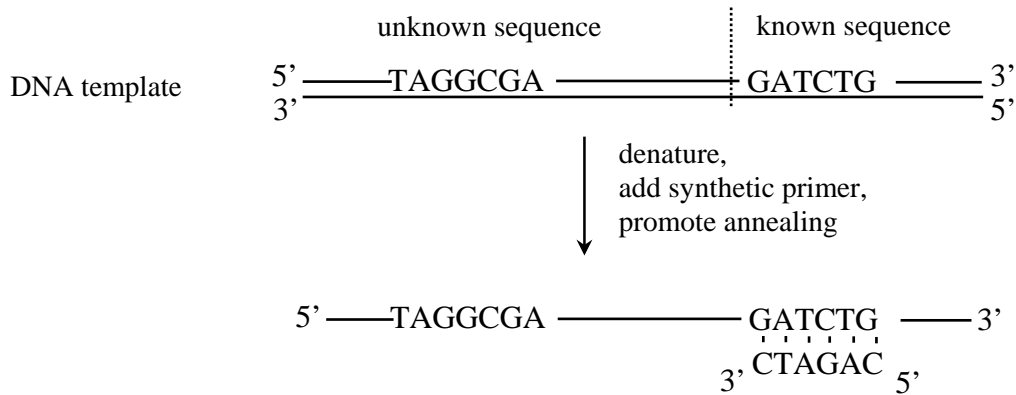 unknown sequence known sequence
DNA template 5’ TAGGCGA GATCTG 3’
3’ 5’
denature,
add synthetic primer,
promote annealing
5’ TAGGCGA GATCTG 3’
3’ CTAGAC 5’